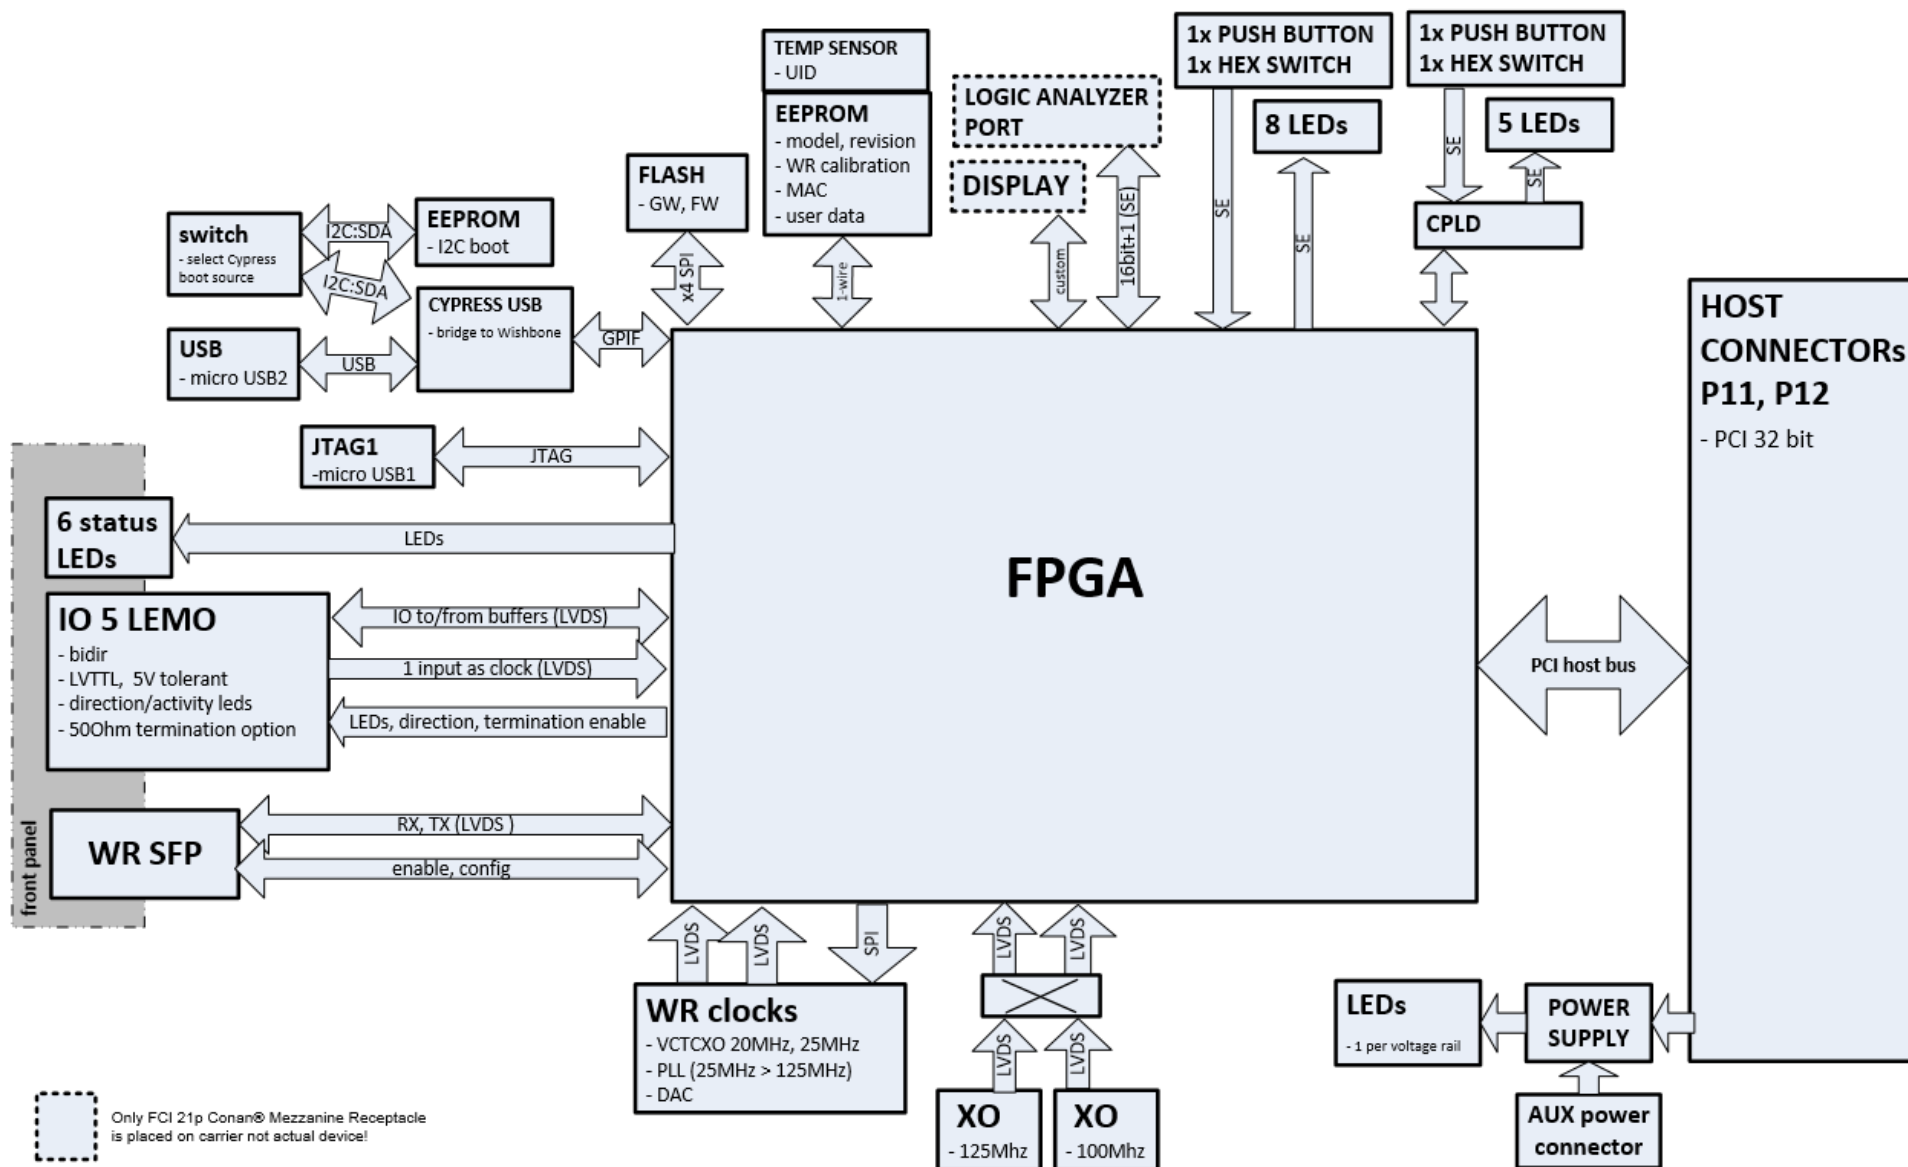 TEMP SENSOR
- UID
EEPROM
- model, revision
- WR calibration
- MAC
- user data
1-wire
LOGIC ANALYZER
PORT
16bit+1 (SE)
DISPLAY
custom
1x PUSH BUTTON
1x HEX SWITCH
SE
8 LEDs
SE
1x PUSH BUTTON
1x HEX SWITCH
SE
5 LEDs
SE
CPLD
FLASH
- GW, FW
x4 SPI
switch
- select Cypress
boot source
I2C:SDA
EEPROM
- I2C boot
I2C:SDA
CYPRESS USB
- bridge to Wishbone
GPIF
USB
- micro USB2
USB
JTAG1
-micro USB1
JTAG
6 status
LEDs
LEDs
IO 5 LEMO
- bidir
- LVTTL, 5V tolerant
- direction/activity leds
- 50Ohm termination option
IO to/from buffers (LVDS)
1 input as clock (LVDS)
LEDs, direction, termination enable
front panel
WR SFP
RX, TX (LVDS )
enable, config
FPGA
PCI host bus
HOST
CONNECTORs
P11, P12
- PCI 32 bit
LVDS
LVDS
SPI
WR clocks
- VCTCXO 20MHz, 25MHz
- PLL (25MHz > 125MHz)
- DAC
LVDS
LVDS
LVDS
LVDS
XO
- 125Mhz
XO
- 100Mhz
LEDs
- 1 per voltage rail
POWER
SUPPLY
AUX power
connector
Only FCI 21p Conan® Mezzanine Receptacle
is placed on carrier not actual device!